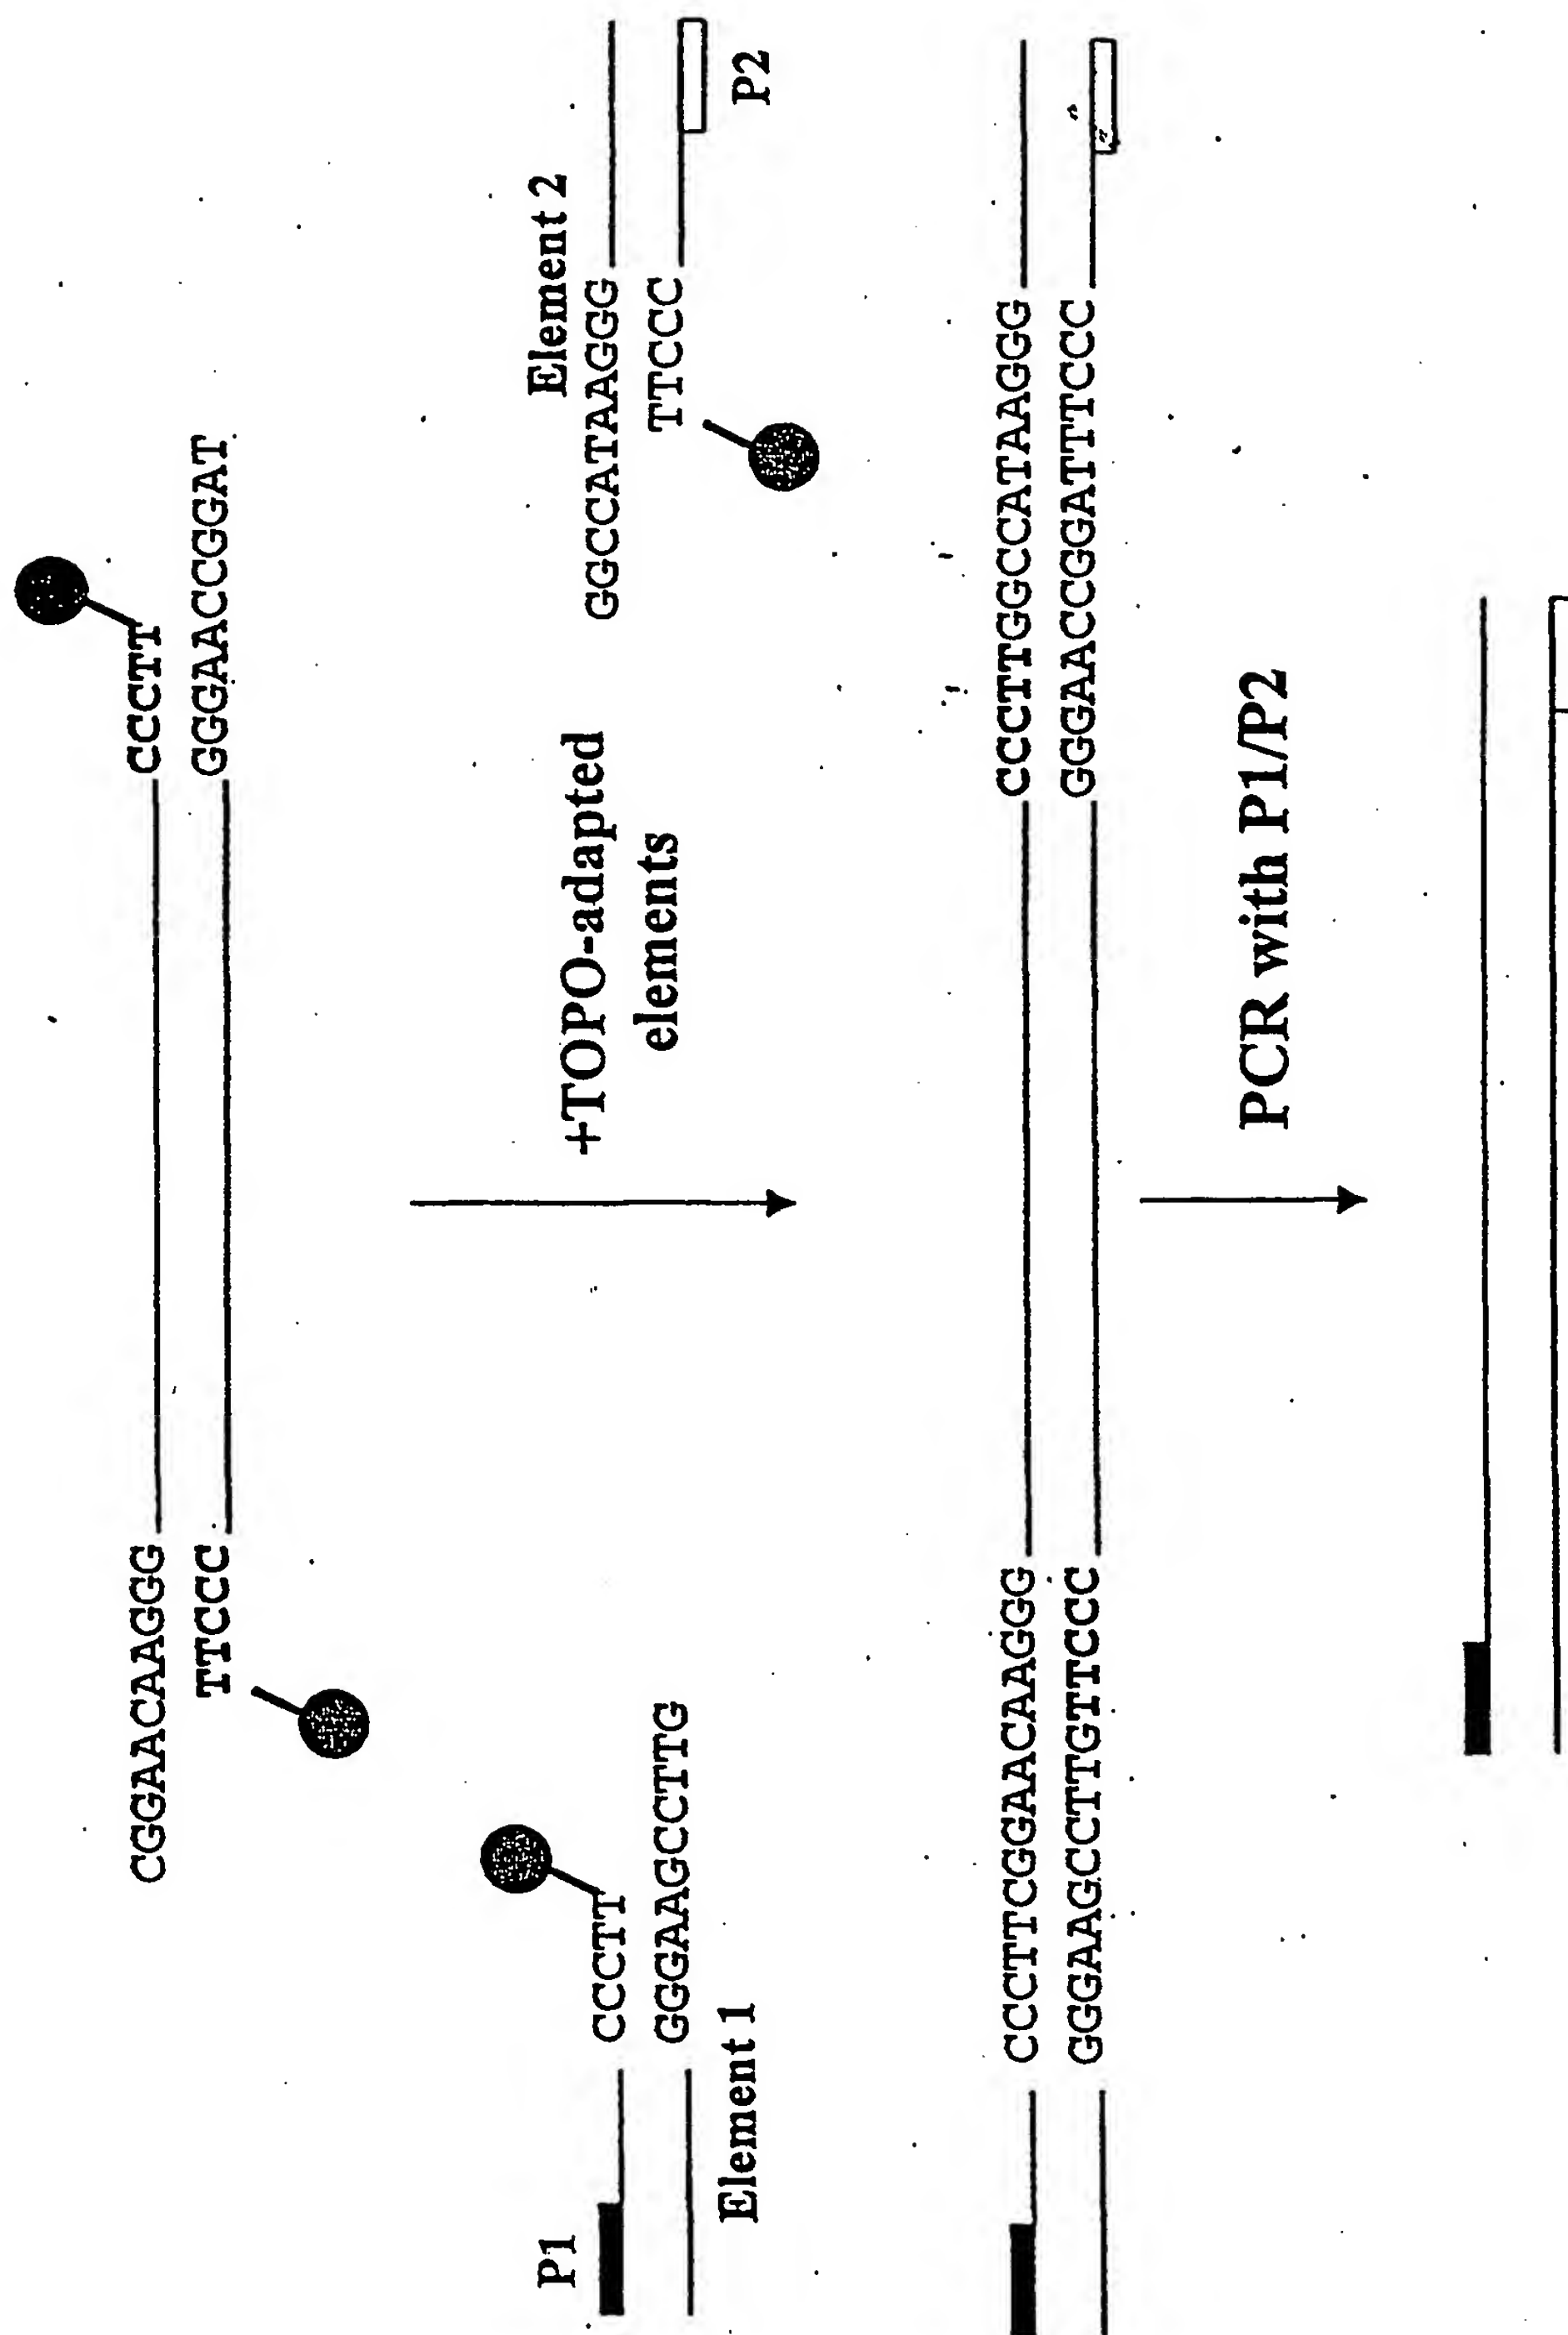 CCCTT
CGGAACAAGGG
GGGAACCGGAT
TTCCC
+TOPO-adapted
elements
Element 2
P1
CCCTT
GGCCATAAGGG
GGGAAGCCTTG
TTCCC
Element 1
P2
CCCTTCGGAACAAGGG
CCCTTGGCCATAAGGG
GGGAAGCCTTGTTCCC
GGGAACCGGATTTCCC
PCR with P1/P2